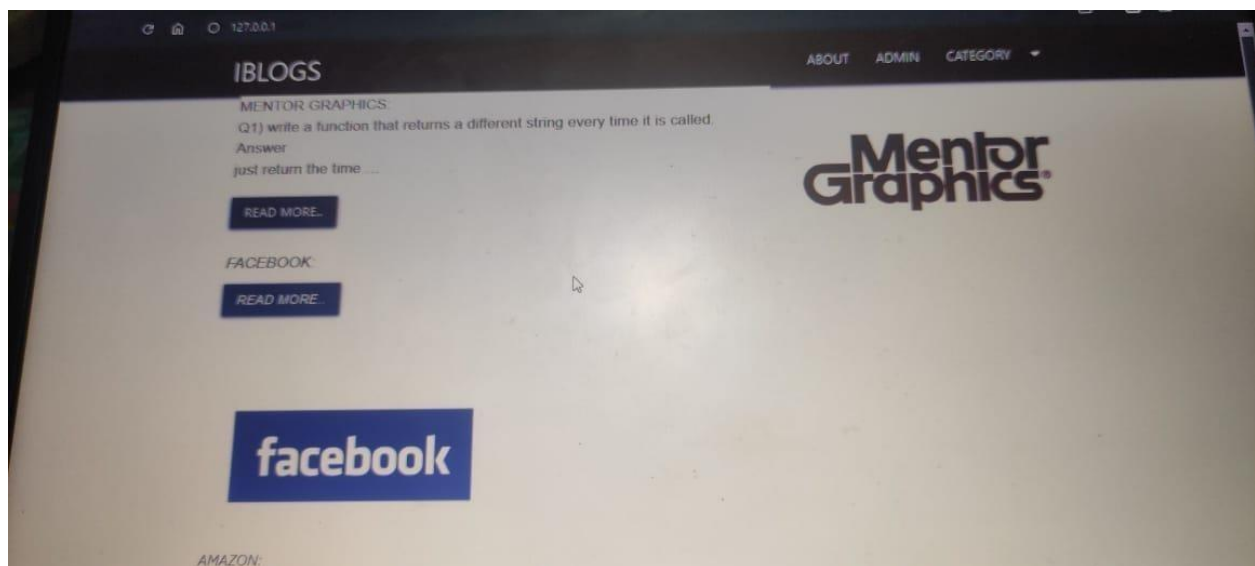 127.0.0.1
IBLOGS
ABOUT ADMIN CATEGORY
MENTOR GRAPHICS:
Q1) write a function that returns a different string every time it is called.
Answer
just return the time ....
Mentor
Graphics®
READ MORE..
FACEBOOK:
READ MORE..
facebook
AMAZON: